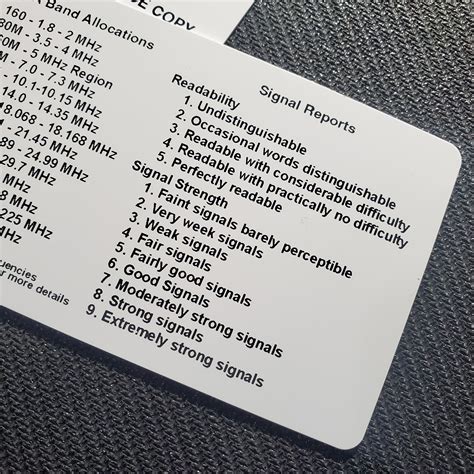 COPY
Band Allocations
160 - 1.8 - 2 MHz
80M - 3.5 - 4 MHz
- 5 MHz Region
- 7.0 - 7.3 MHz
- 10.1-10.15 MHz
14.0 - 14.35 MHz
18.068 - 18.168 MHz
- 21.45 MHz
89 - 24.99 MHz
29.7 MHz
MHz
MHz
225 MHz
MHz
more details
Signal Reports
Readability
1. Undistinguishable
2. Occasional words distinguishable
3. Readable with considerable difficulty
4. Readable with practically no difficulty
5. Perfectly readable
Signal Strength
1. Faint signals barely perceptible
2. Very weak signals
3. Weak signals
4. Fair signals
5. Fairly good signals
6. Good Signals
7. Moderately strong signals
8. Strong signals
9. Extremely strong signals